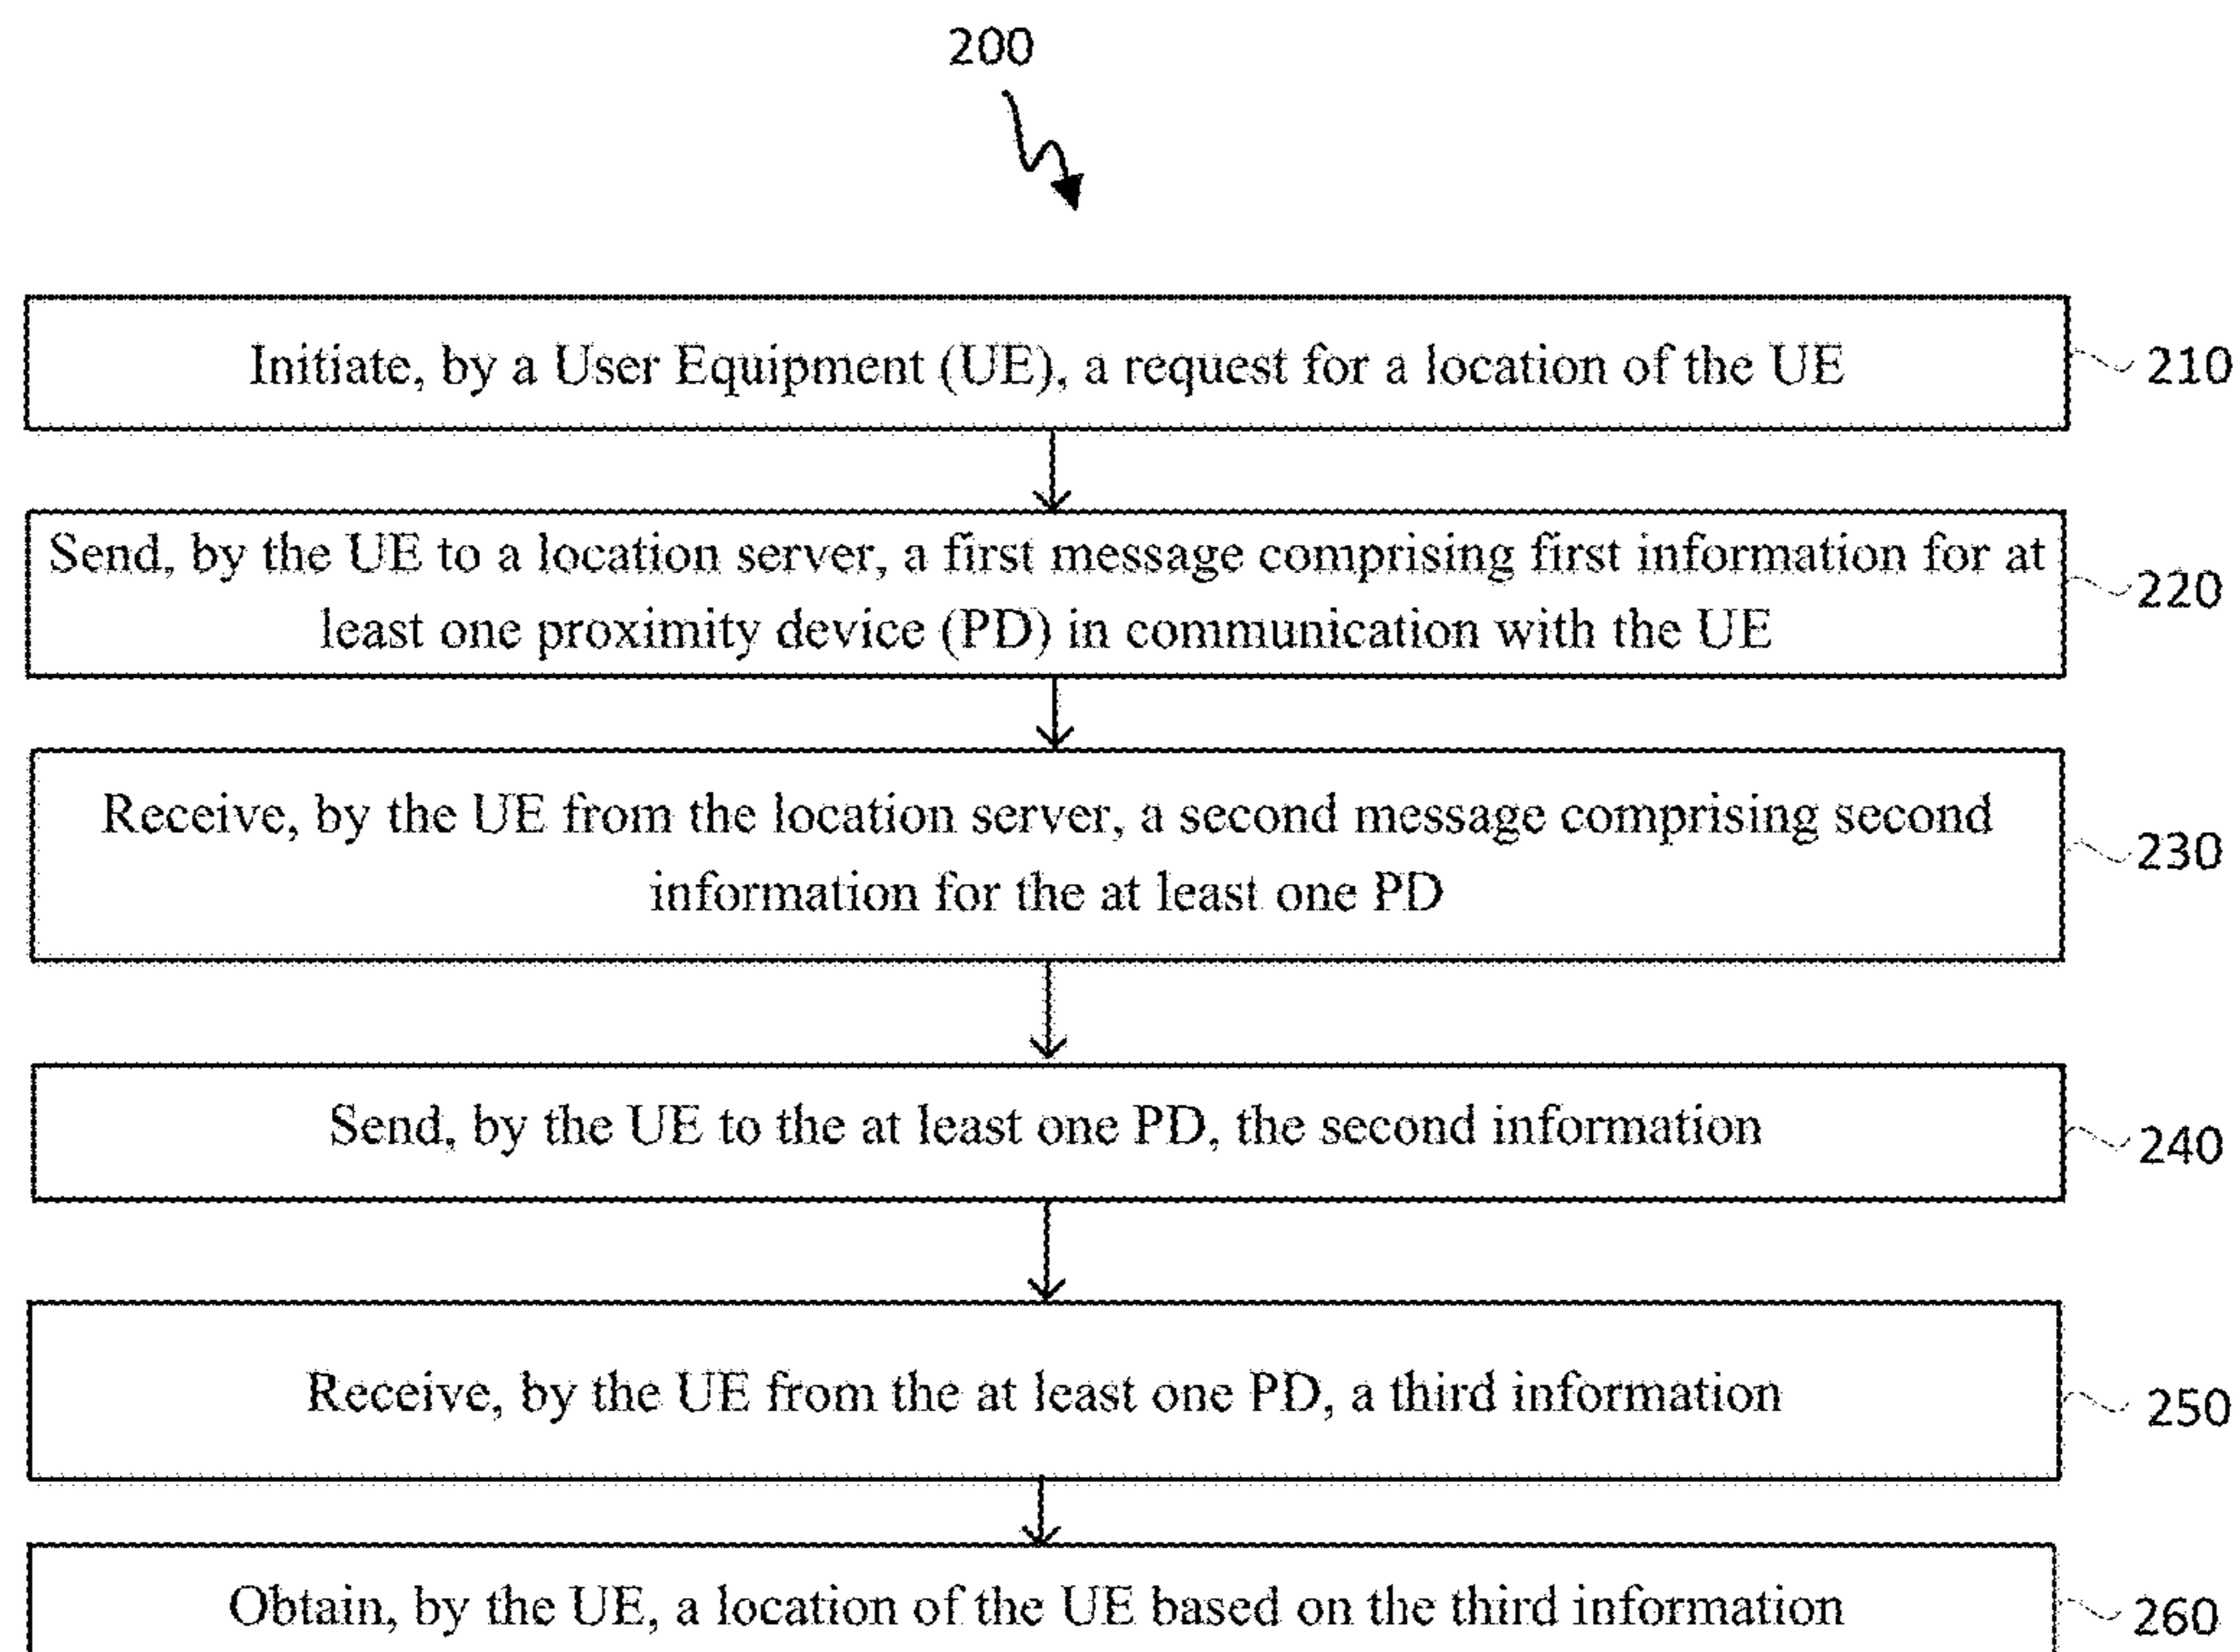 200
Initiate, by a User Equipment (UE), a request for a location of the UE
210
Send, by the UE to a location server, a first message comprising first information for at
least one proximity device (PD) in communication with the UE
220
Receive, by the UE from the location server, a second message comprising second
information for the at least one PD
230
Send, by the UE to the at least one PD, the second information
240
Receive, by the UE from the at least one PD, a third information
250
Obtain, by the UE, a location of the UE based on the third information
260